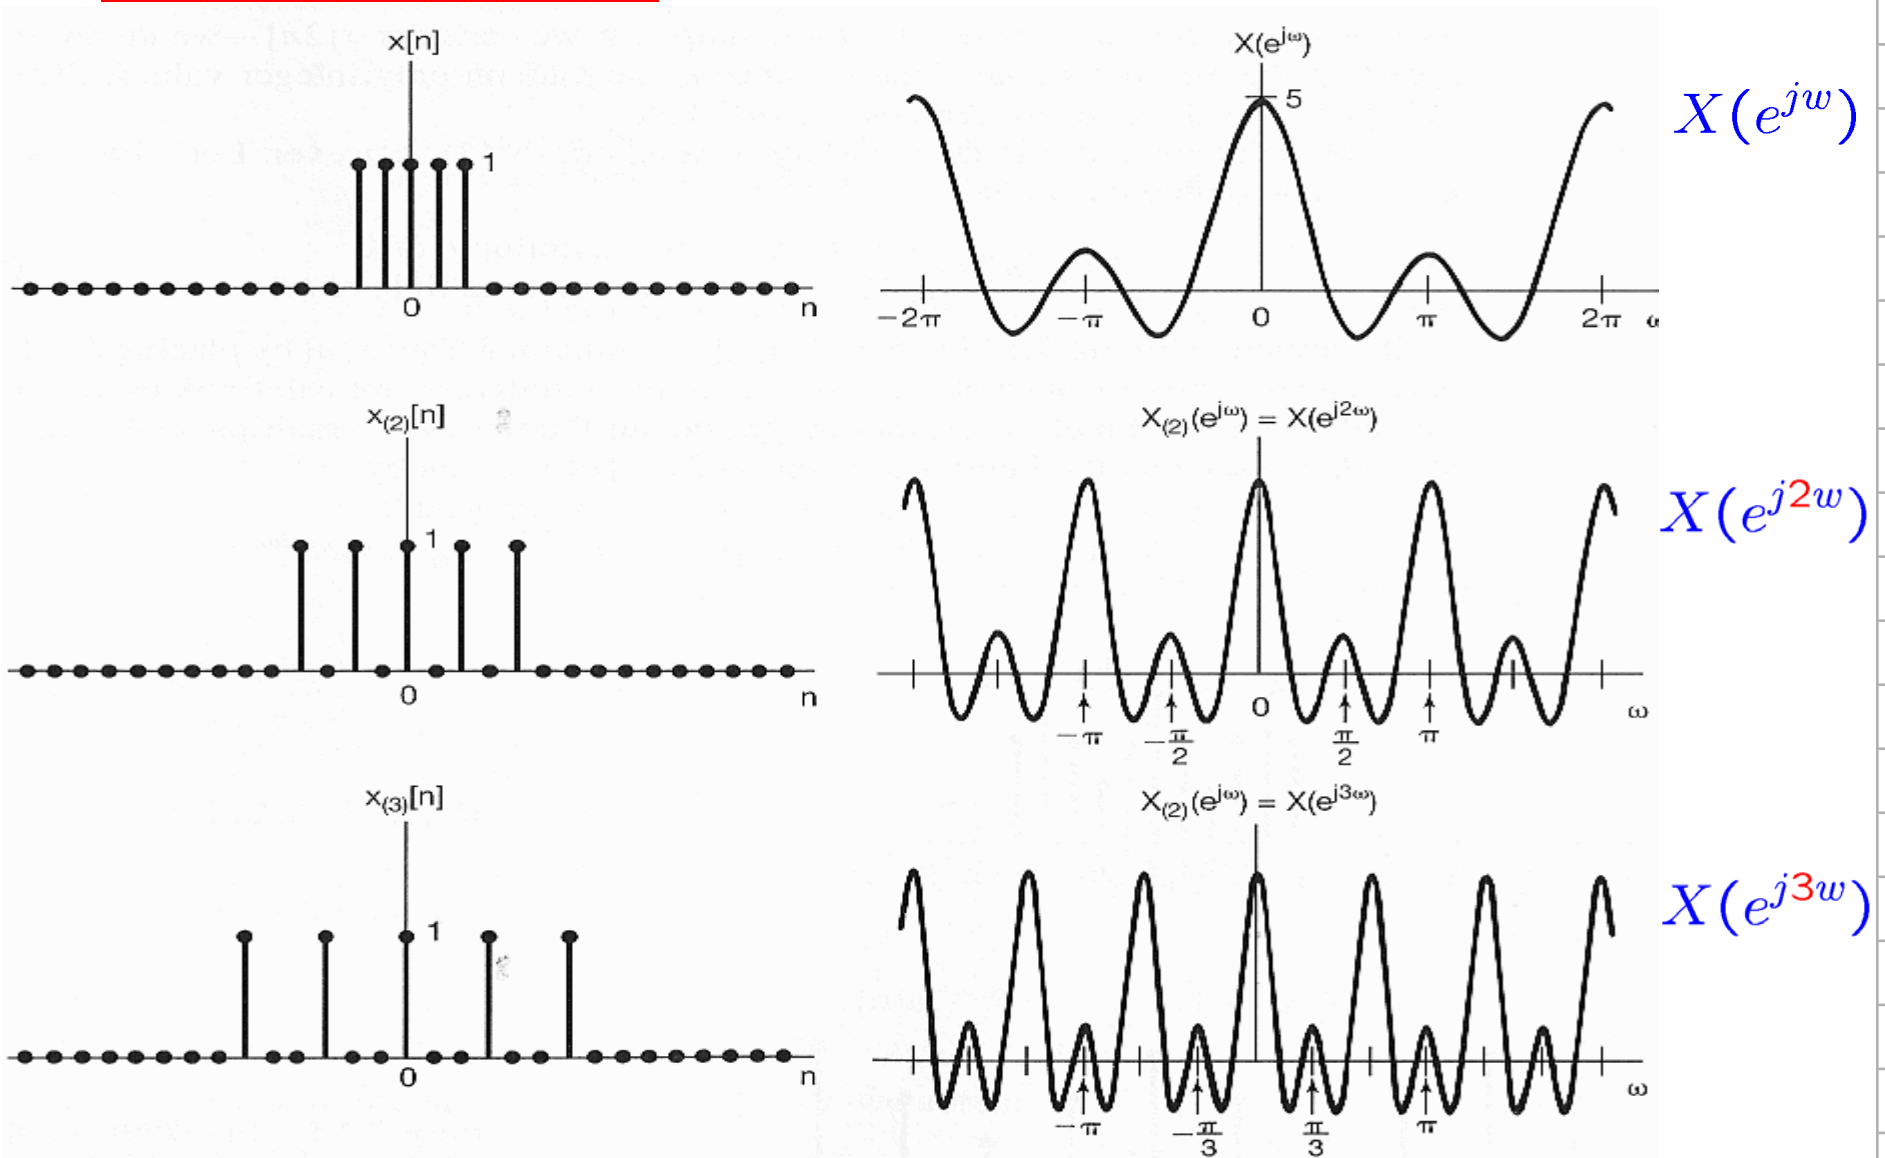 x[n]
1
0
n
X(e^{jω})
5
−2π
−π
0
π
2π
X(e^{jw})
x_{(2)}[n]
1
0
n
X_{(2)}(e^{jω}) = X(e^{j2ω})
−π
−π/2
0
π/2
π
ω
X(e^{j2w})
x_{(3)}[n]
1
0
n
X_{(2)}(e^{jω}) = X(e^{j3ω})
−π
−π/3
π/3
π
ω
X(e^{j3w})